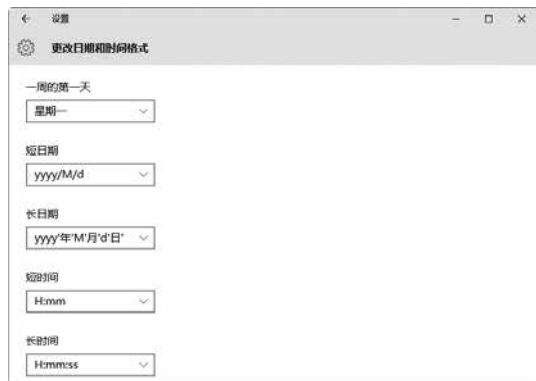 设置
更改日期和时间格式
一周的第一天
星期一
短日期
yyyy/M/d
长日期
yyyy'年'M'月'd'日'
短时间
H:mm
长时间
H:mm:ss